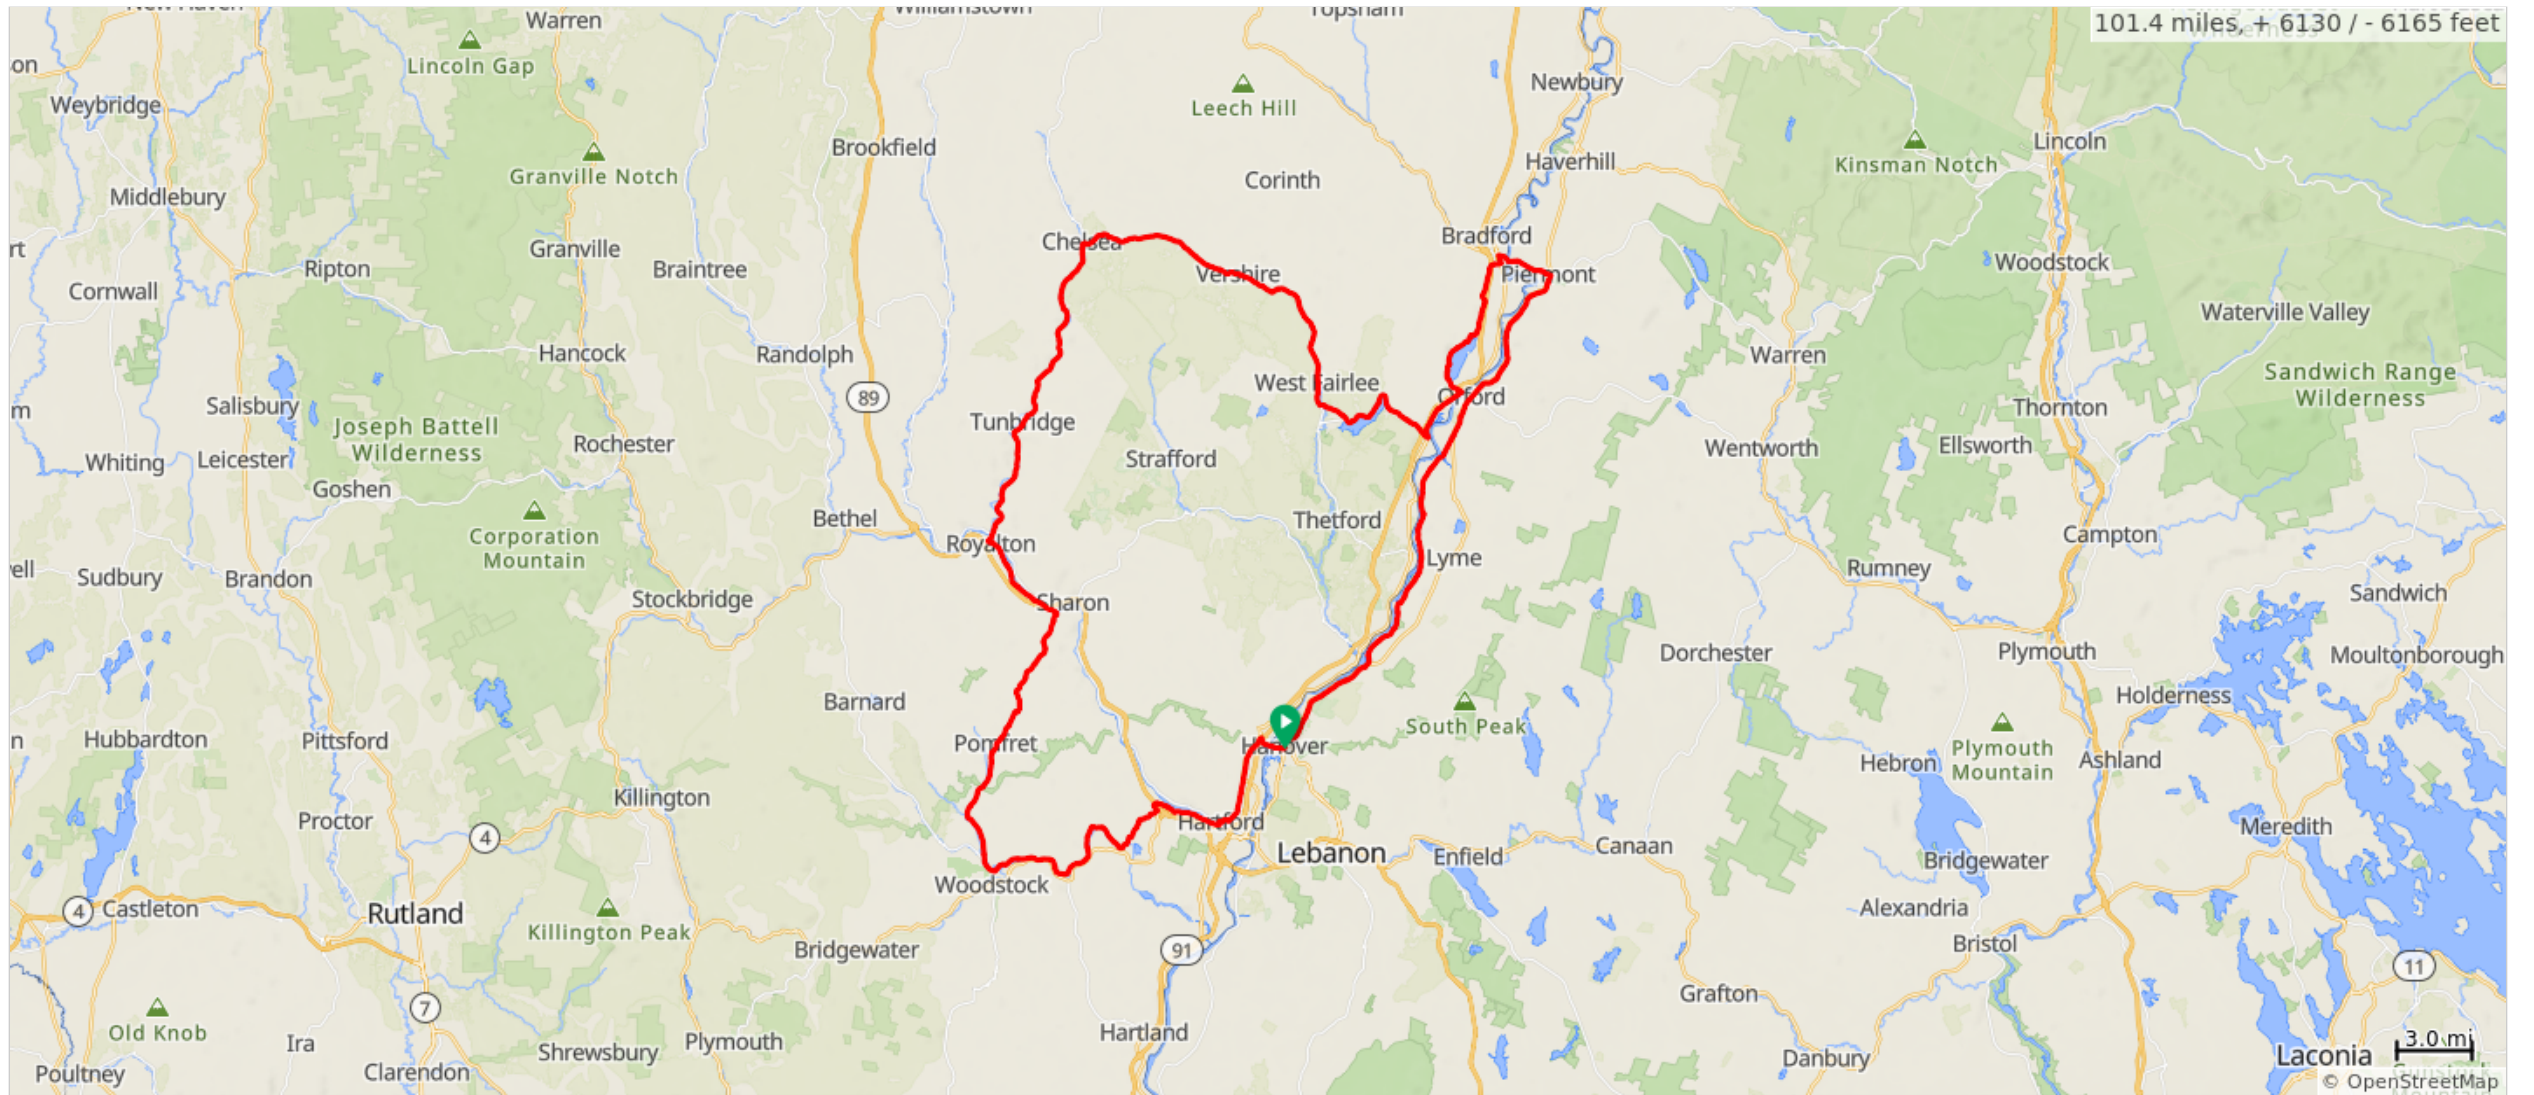 New Haven
Warren
Williamstown
Topsham
101.4 miles, + 6130 / - 6165 feet
Lincoln Gap
Weybridge
Leech Hill
Newbury
Brookfield
Haverhill
Lincoln
Kinsman Notch
Granville Notch
Corinth
Middlebury
Bradford
Chelsea
Granville
Woodstock
Ripton
Braintree
Vershire
Piermont
Cornwall
Waterville Valley
Hancock
Randolph
Warren
West Fairlee
Sandwich Range
Wilderness
89
Orford
Salisbury
Thornton
Joseph Battell
Wilderness
Tunbridge
Rochester
Wentworth
Ellsworth
Whiting
Leicester
Strafford
Goshen
Bethel
Thetford
Campton
Corporation
Mountain
Royalton
Lyme
Rumney
Sudbury
Brandon
Stockbridge
Sharon
Sandwich
Dorchester
Plymouth
Moultonborough
Barnard
Holderness
South Peak
Hubbardton
Pittsford
Pomfret
Hanover
Plymouth
Mountain
Hebron
Ashland
Killington
Proctor
Hartford
4
Lebanon
Enfield
Canaan
Meredith
Bridgewater
Woodstock
4
Castleton
Rutland
Alexandria
Killington Peak
Bridgewater
91
Bristol
11
Grafton
7
Old Knob
Ira
Shrewsbury
Plymouth
Hartland
3.0 mi
Danbury
Laconia
Poultney
Clarendon
© OpenStreetMap